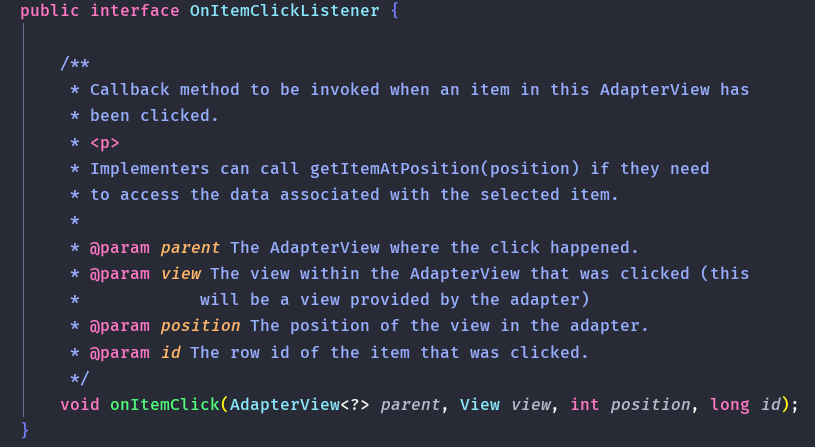 public interface OnItemClickListener {
/**
* Callback method to be invoked when an item in this AdapterView has
* been clicked.
* <p>
* Implementers can call getItemAtPosition(position) if they need
* to access the data associated with the selected item.
*
* @param parent The AdapterView where the click happened.
* @param view The view within the AdapterView that was clicked (this
* will be a view provided by the adapter)
* @param position The position of the view in the adapter.
* @param id The row id of the item that was clicked.
*/
void onItemClick(AdapterView<?> parent, View view, int position, long id);
}